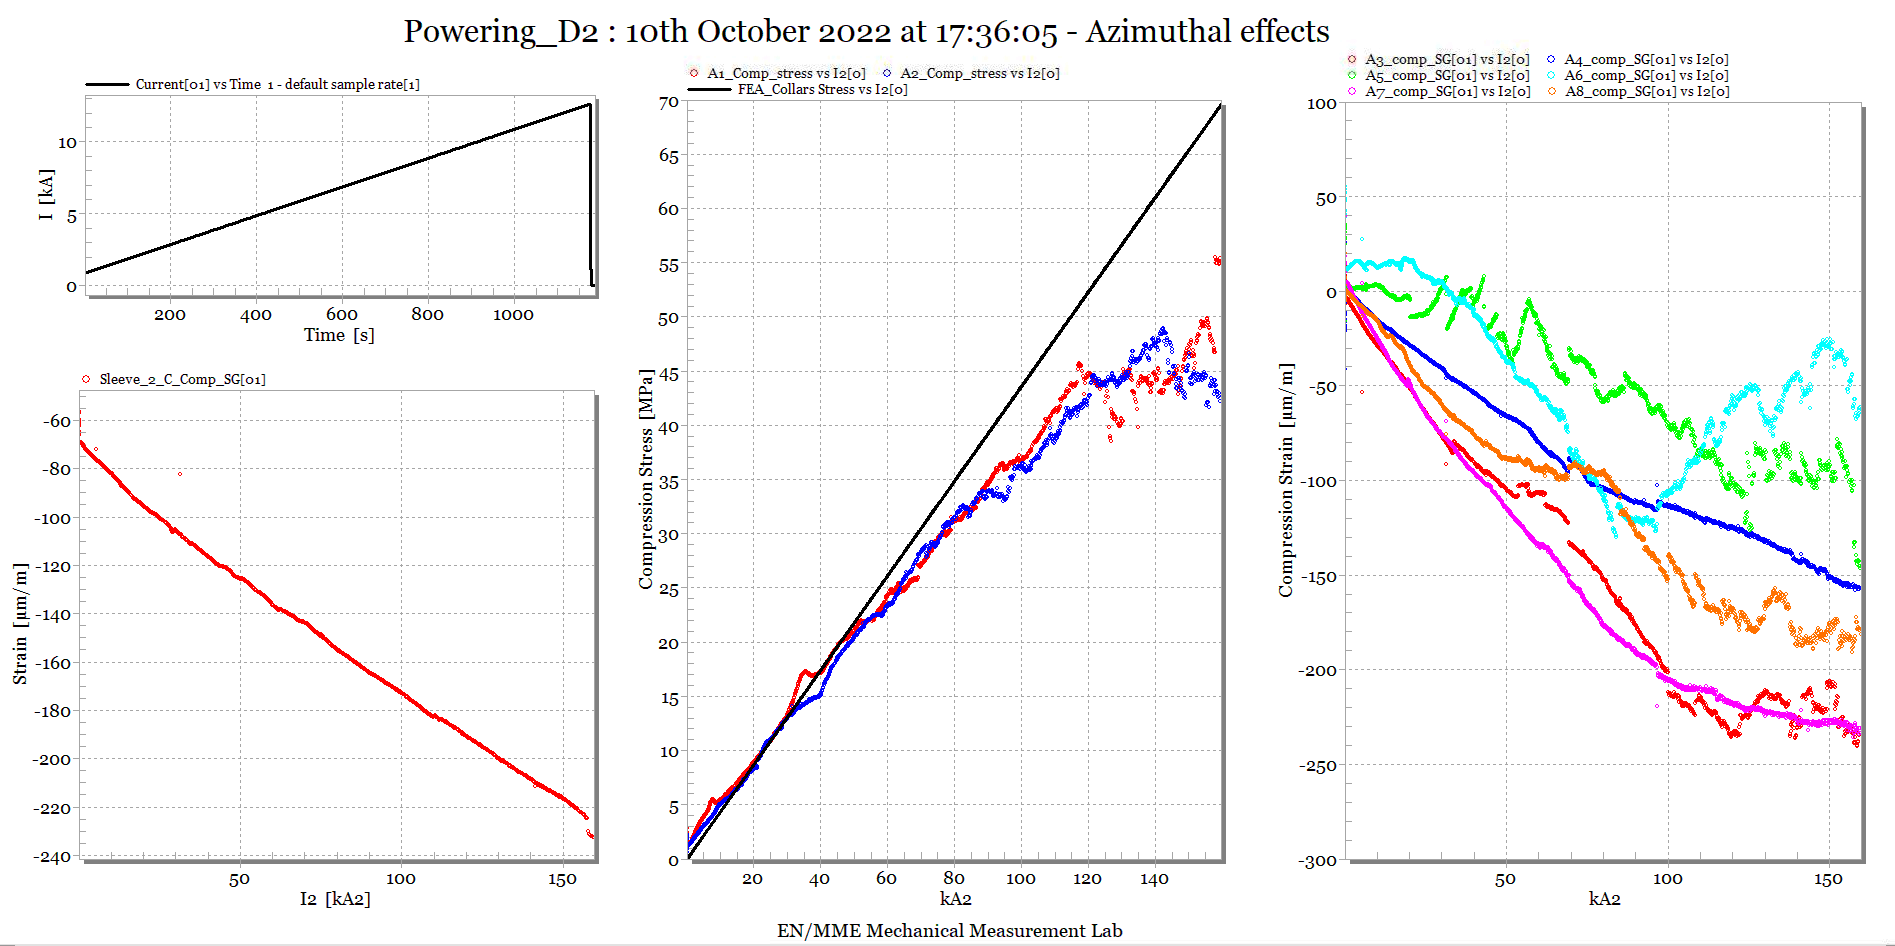 Powering_D2 : 10th October 2022 at 17:36:05 - Azimuthal effects
Current[01] vs Time 1 - default sample rate[1]
10
5
0
I [kA]
200 400 600 800 1000
Time [s]
Sleeve_2_C_Comp_SG[01]
-60
-80
-100
-120
-140
-160
-180
-200
-220
-240
Strain [µm/m]
50 100 150
I2 [kA2]
A1_Comp_stress vs I2[0] A2_Comp_stress vs I2[0]
FEA_Collars Stress vs I2[0]
70
65
60
55
50
45
40
35
30
25
20
15
10
5
0
Compression Stress [MPa]
20 40 60 80 100 120 140
kA2
A3_comp_SG[01] vs I2[0] A4_comp_SG[01] vs I2[0]
A5_comp_SG[01] vs I2[0] A6_comp_SG[01] vs I2[0]
A7_comp_SG[01] vs I2[0] A8_comp_SG[01] vs I2[0]
100
50
0
-50
-100
-150
-200
-250
-300
Compression Strain [µm/m]
50 100 150
kA2
EN/MME Mechanical Measurement Lab